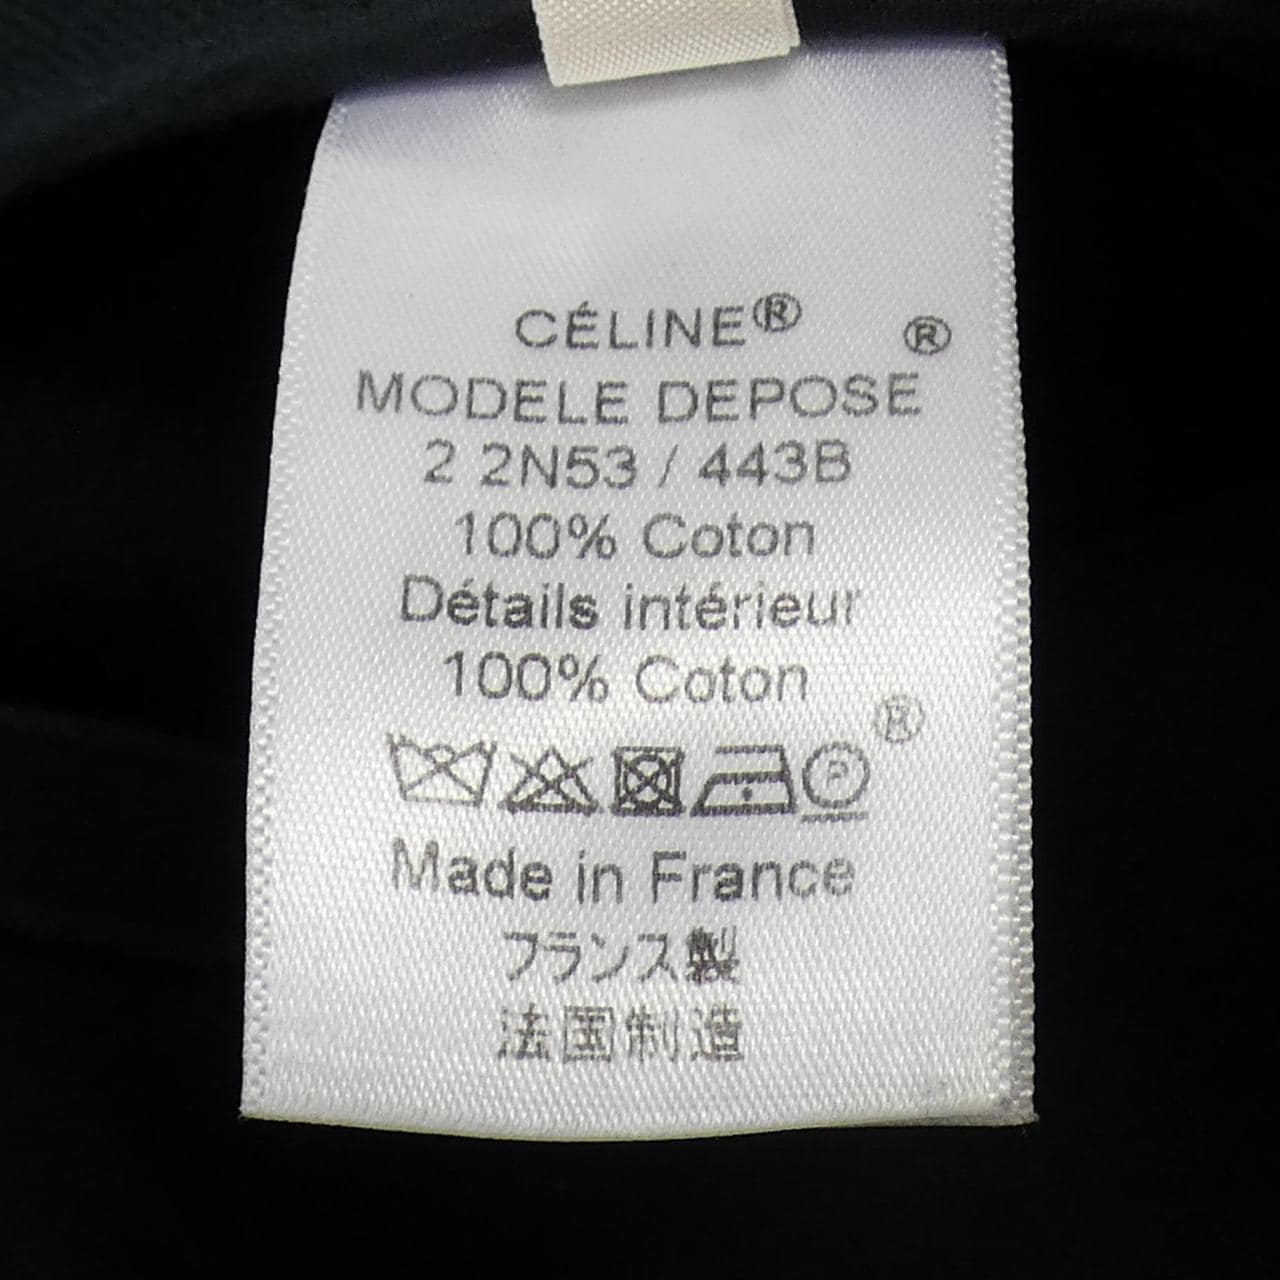 CÉLINE®
MODELE DEPOSE ®
2 2N53 / 443B
100% Coton
Détails intérieur
100% Coton
P ®
Made in France
フランス製
法国制造